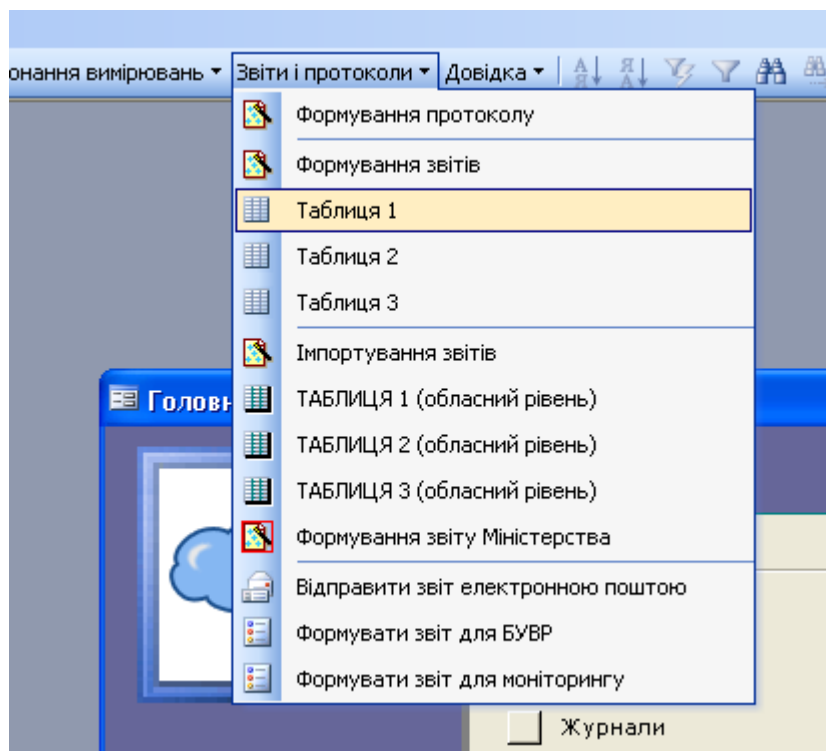 онання вимірювань Звіти і протоколи Довідка
Формування протоколу
Формування звітів
Таблиця 1
Таблиця 2
Таблиця 3
Імпортування звітів
ТАБЛИЦЯ 1 (обласний рівень)
ТАБЛИЦЯ 2 (обласний рівень)
ТАБЛИЦЯ 3 (обласний рівень)
Формування звіту Міністерства
Відправити звіт електронною поштою
Формувати звіт для БУВР
Формувати звіт для моніторингу
Головн
Журнали